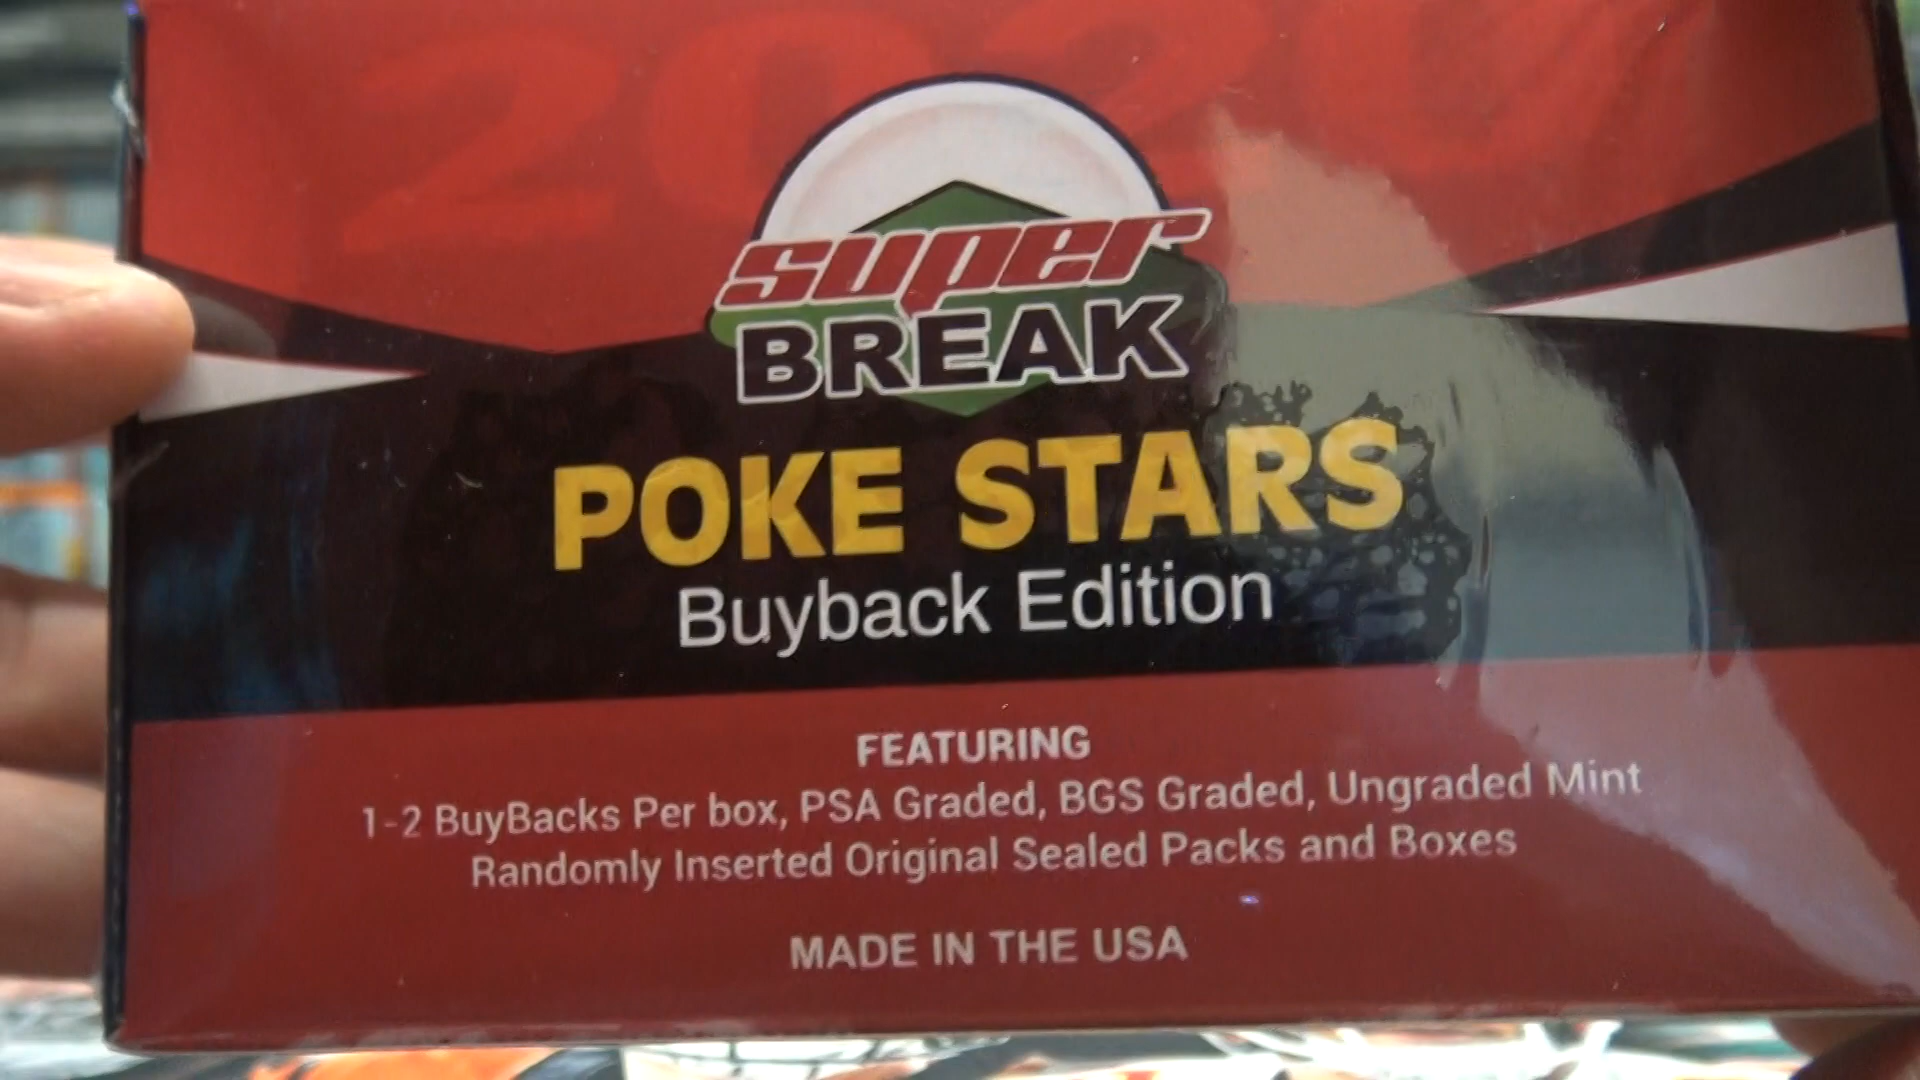 2020
super
BREAK
POKE STARS
Buyback Edition
FEATURING
1-2 BuyBacks Per box, PSA Graded, BGS Graded, Ungraded Mint
Randomly Inserted Original Sealed Packs and Boxes
MADE IN THE USA